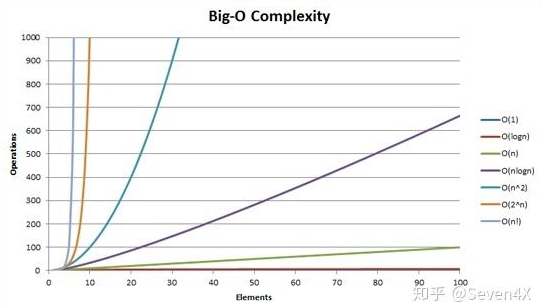 Big-O Complexity
1000
900
800
700
600
500
400
300
200
100
0
Operations
0 10 20 30 40 50 60 70 80 90 100
Elements
O(1)
O(logn)
O(n)
O(nlogn)
O(n^2)
O(2^n)
O(n!)
知乎 @Seven4X